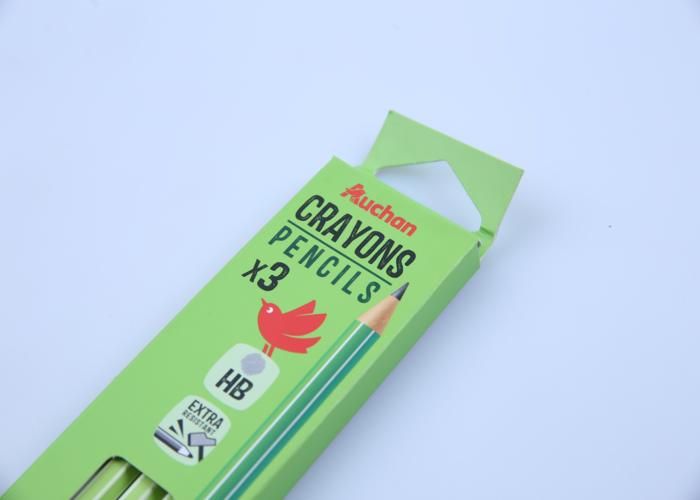 Auchan
CRAYONS
PENCILS
x3
HB
EXTRA
RESISTANT